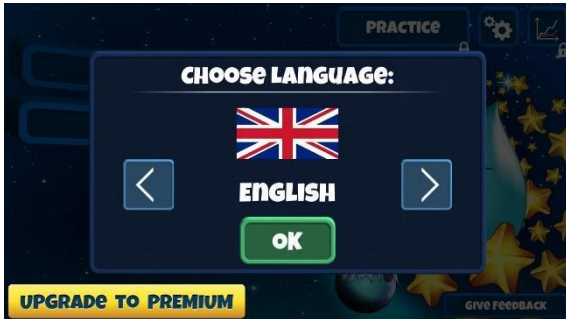 PRACTICE
CHOOSE LANGUAGE:
ENGLISH
OK
UPGRADE TO PREMIUM
GIVE FEEDBACK